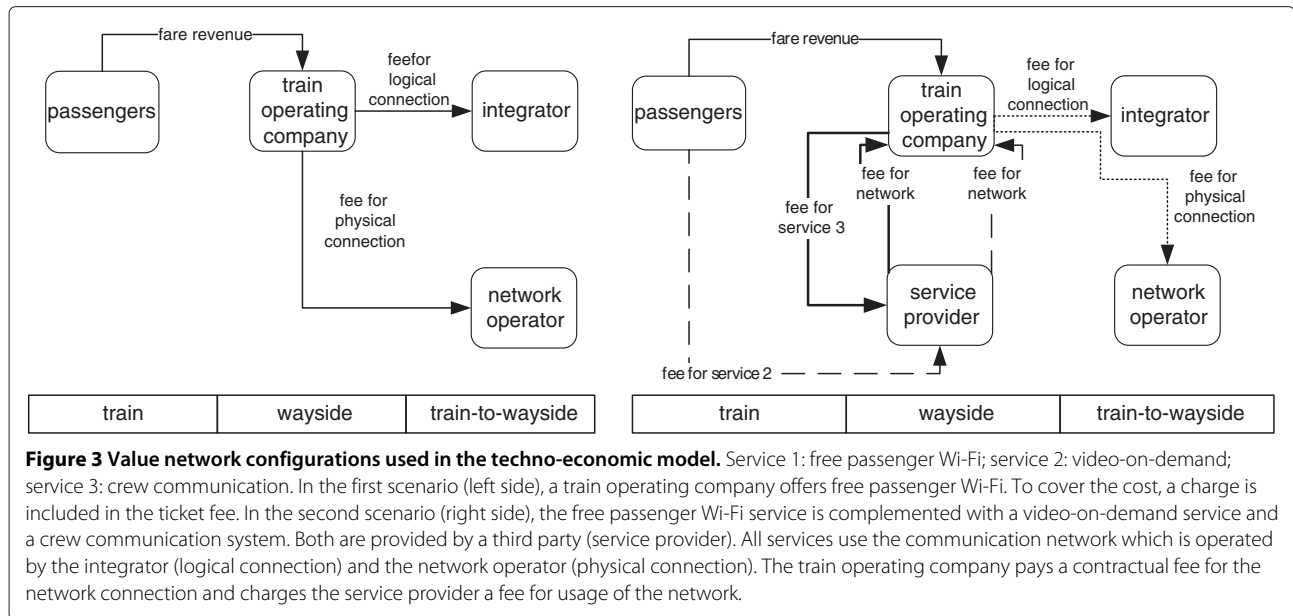 fare revenue
passengers
train
operating
company
feefor
logical
connection
integrator
fee for
physical
connection
network
operator
train
wayside
train-to-wayside
fare revenue
passengers
train
operating
company
fee for
logical
connection
integrator
fee for
network
fee for
network
fee for
service 3
fee for
physical
connection
service
provider
network
operator
fee for service 2
train
wayside
train-to-wayside
Figure 3 Value network configurations used in the techno-economic model. Service 1: free passenger Wi-Fi; service 2: video-on-demand;
service 3: crew communication. In the first scenario (left side), a train operating company offers free passenger Wi-Fi. To cover the cost, a charge is
included in the ticket fee. In the second scenario (right side), the free passenger Wi-Fi service is complemented with a video-on-demand service and
a crew communication system. Both are provided by a third party (service provider). All services use the communication network which is operated
by the integrator (logical connection) and the network operator (physical connection). The train operating company pays a contractual fee for the
network connection and charges the service provider a fee for usage of the network.